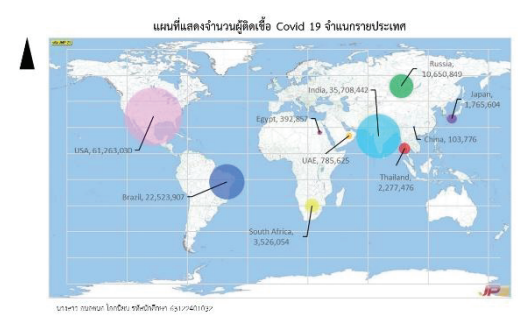 แผนที่แสดงจำนวนผู้ติดเชื้อ Covid 19 จำแนกรายประเทศ
Russia,
10,650,849
India, 35,708,442
Japan,
1,765,604
Egypt, 392,857
China, 103,776
USA, 61,263,030
UAE, 785,625
Thailand,
2,277,476
Brazil, 22,523,907
South Africa,
3,526,054
JP